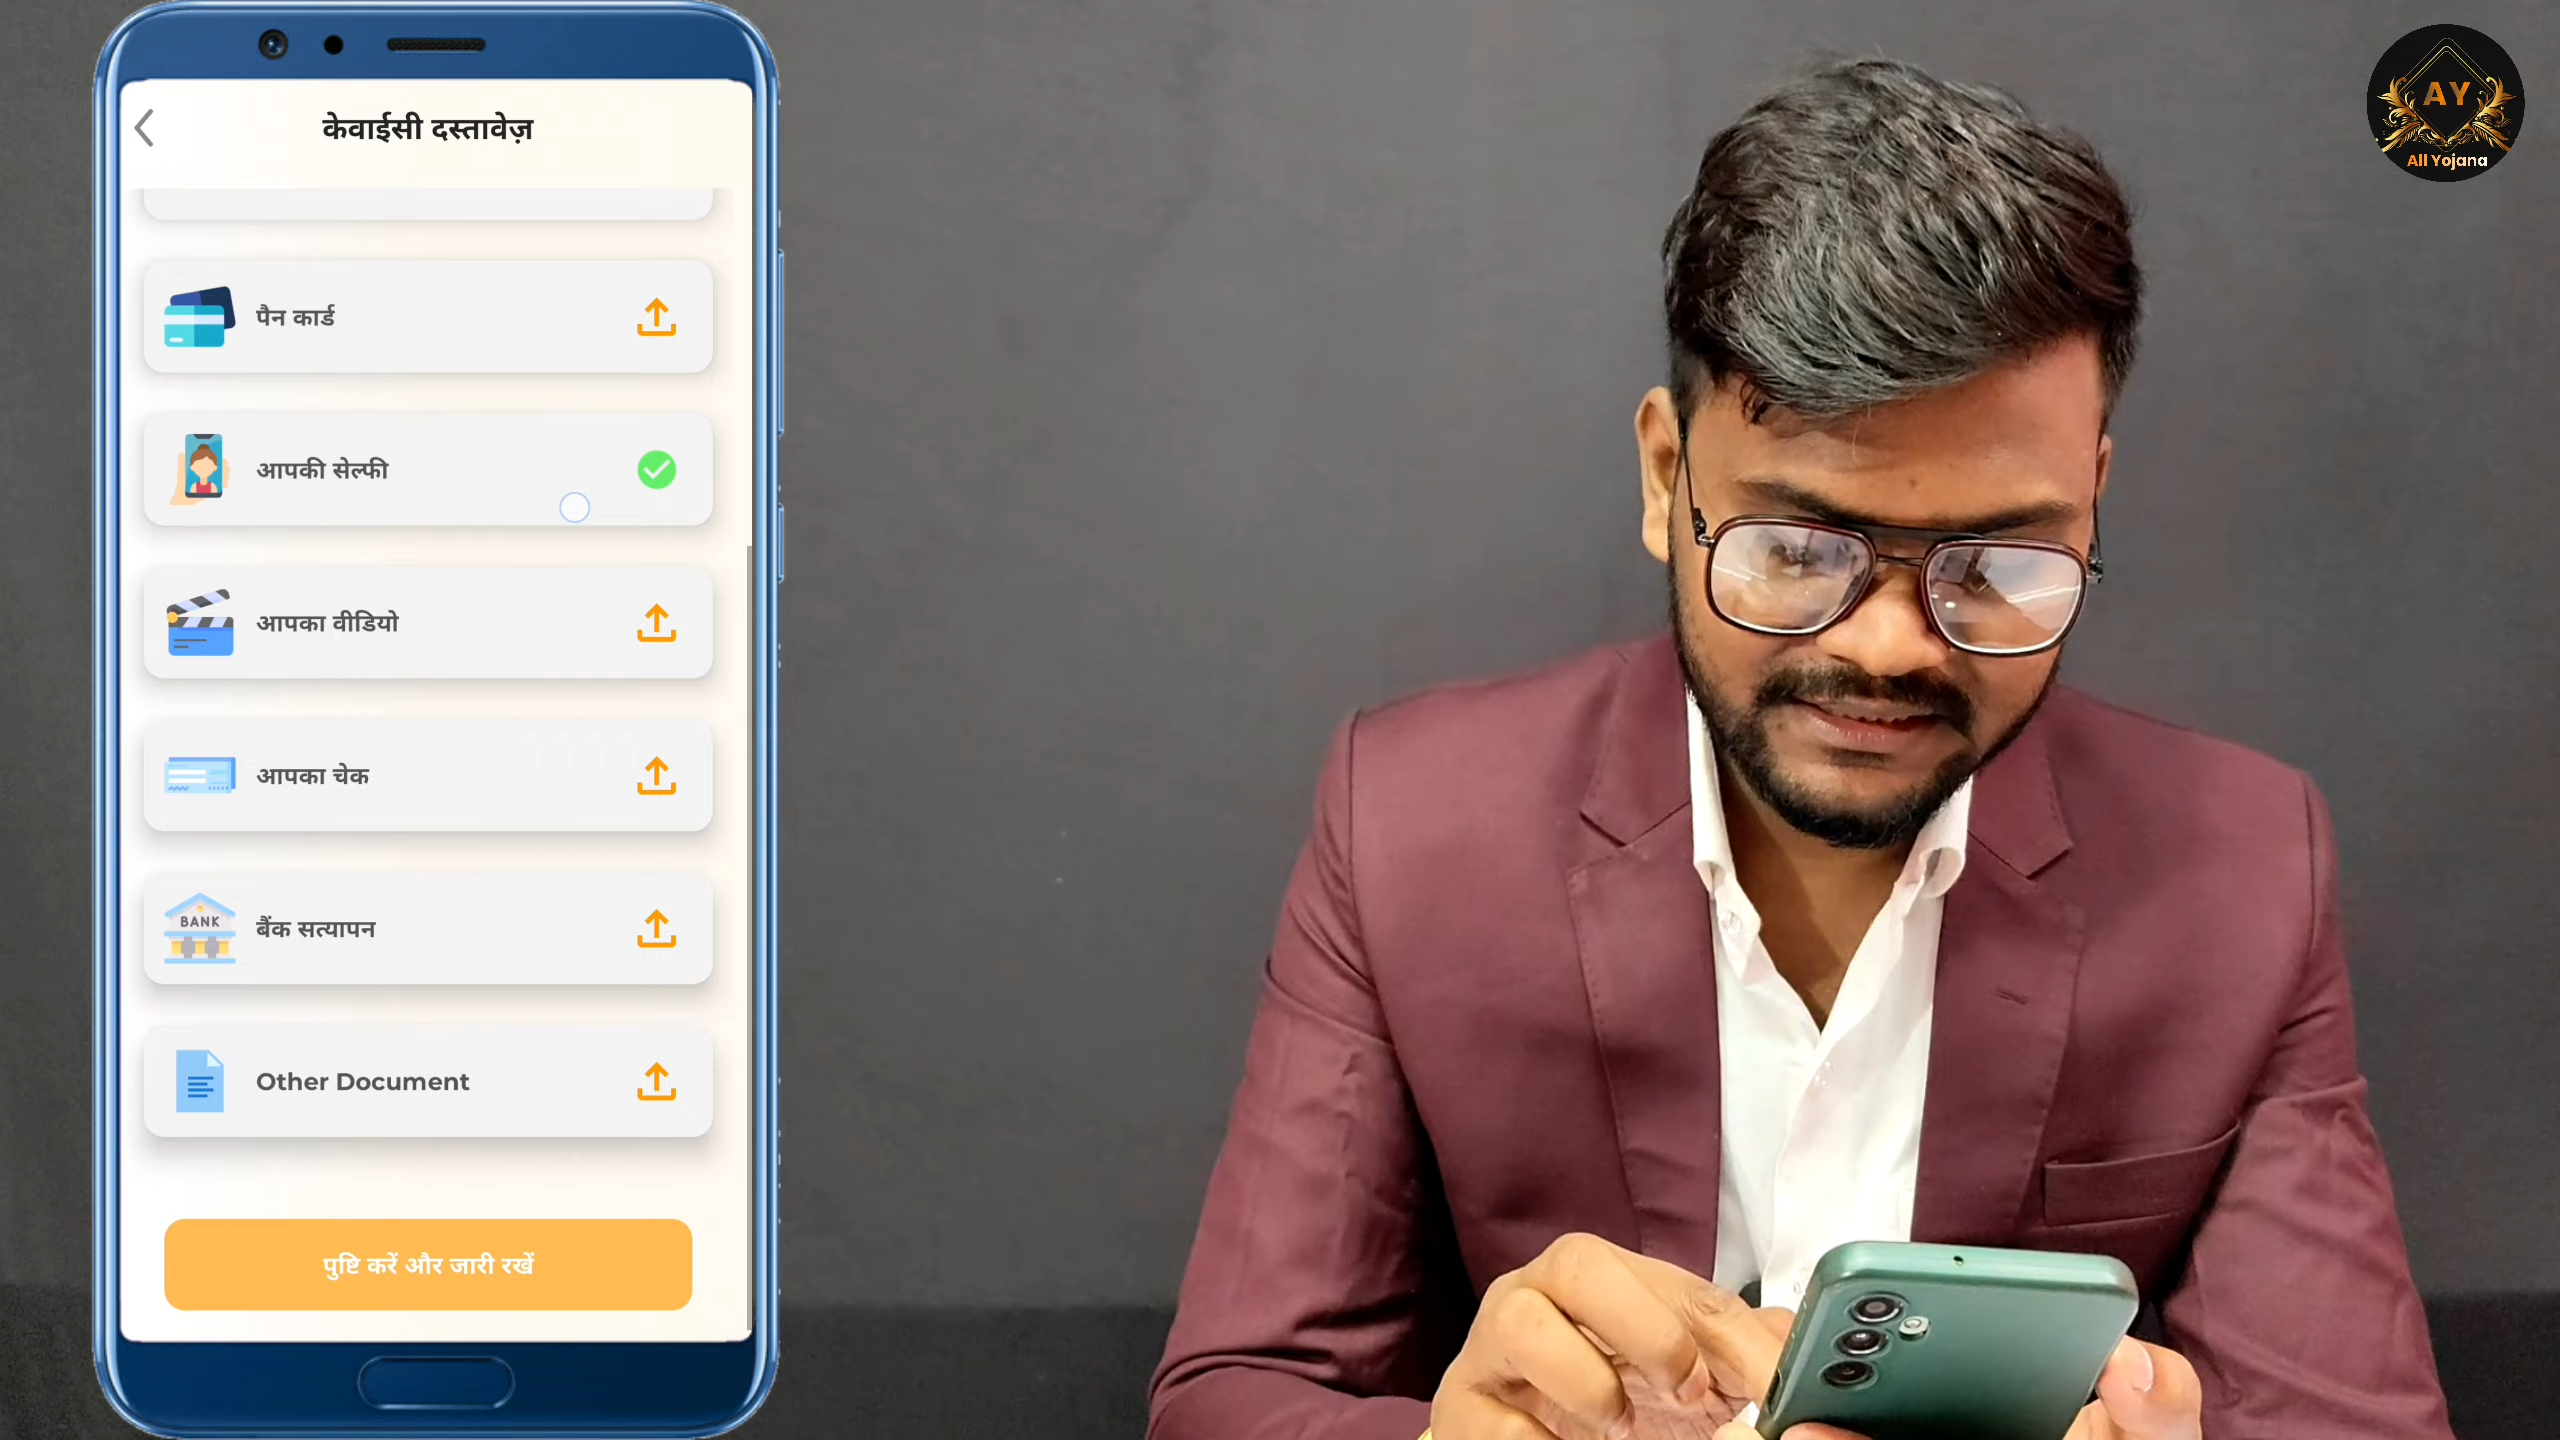 केवाईसी दस्तावेज़
पैन कार्ड
आपकी सेल्फी
आपका वीडियो
आपका चेक
BANK
बैंक सत्यापन
Other Document
पुष्टि करें और जारी रखें
AY
All Yojana